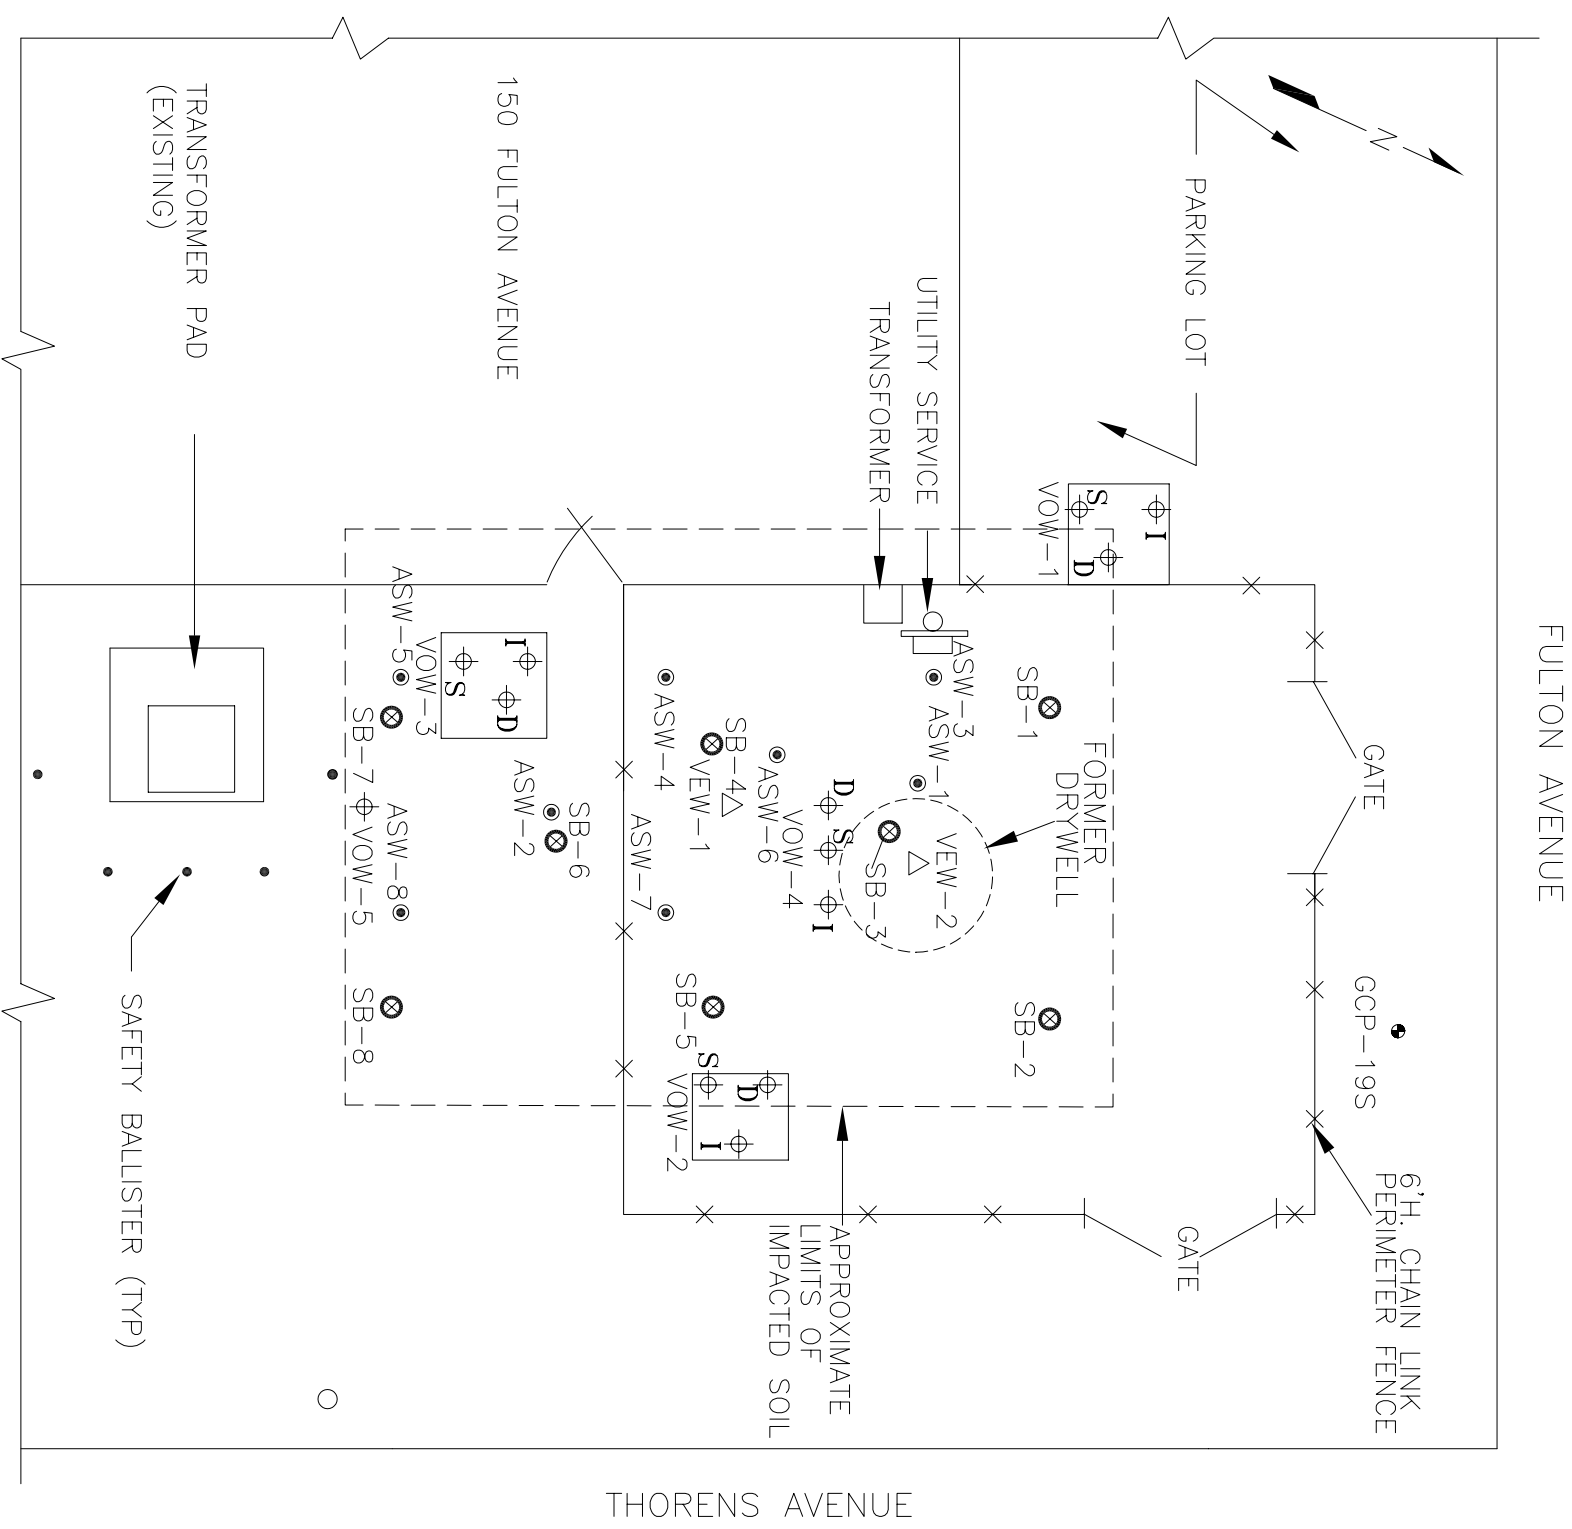 FULTON AVENUE
N
PARKING LOT
6'H. CHAIN LINK
PERIMETER FENCE
GCP-19S
GATE
GATE
150 FULTON AVENUE
TRANSFORMER PAD
(EXISTING)
UTILITY SERVICE
TRANSFORMER
S
I
D
VOW-1
SB-1
FORMER
DRYWELL
SB-2
ASW-3
ASW-1
VEW-2
SB-3
D
S
I
VOW-4
ASW-6
SB-4
VEW-1
ASW-4
ASW-7
SB-5
S
D
I
VOW-2
APPROXIMATE
LIMITS OF
IMPACTED SOIL
SB-6
ASW-2
I
S
D
VOW-3
ASW-5
SB-7
ASW-8
VOW-5
SB-8
SAFETY BALLISTER (TYP)
THORENS AVENUE